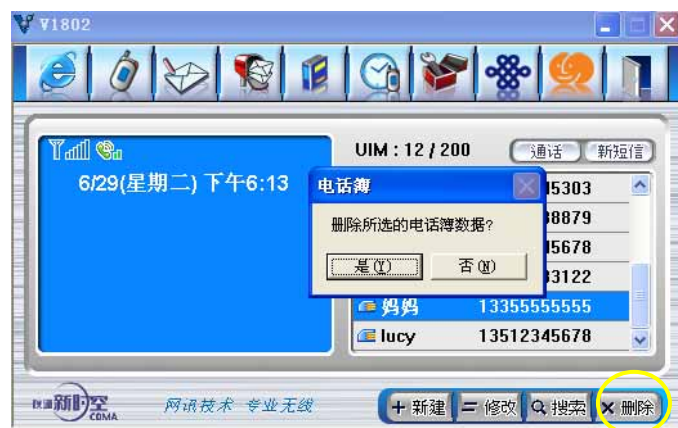 V1802
UIM : 12 / 200
通话
新短信
6/29(星期二) 下午6:13
电话簿
15303
删除所选的电话簿数据?
8879
45678
是(Y)
否(N)
3122
妈妈 13355555555
lucy 13512345678
新时空
CDMA
网讯技术 专业无线
+ 新建
= 修改
搜索
× 删除